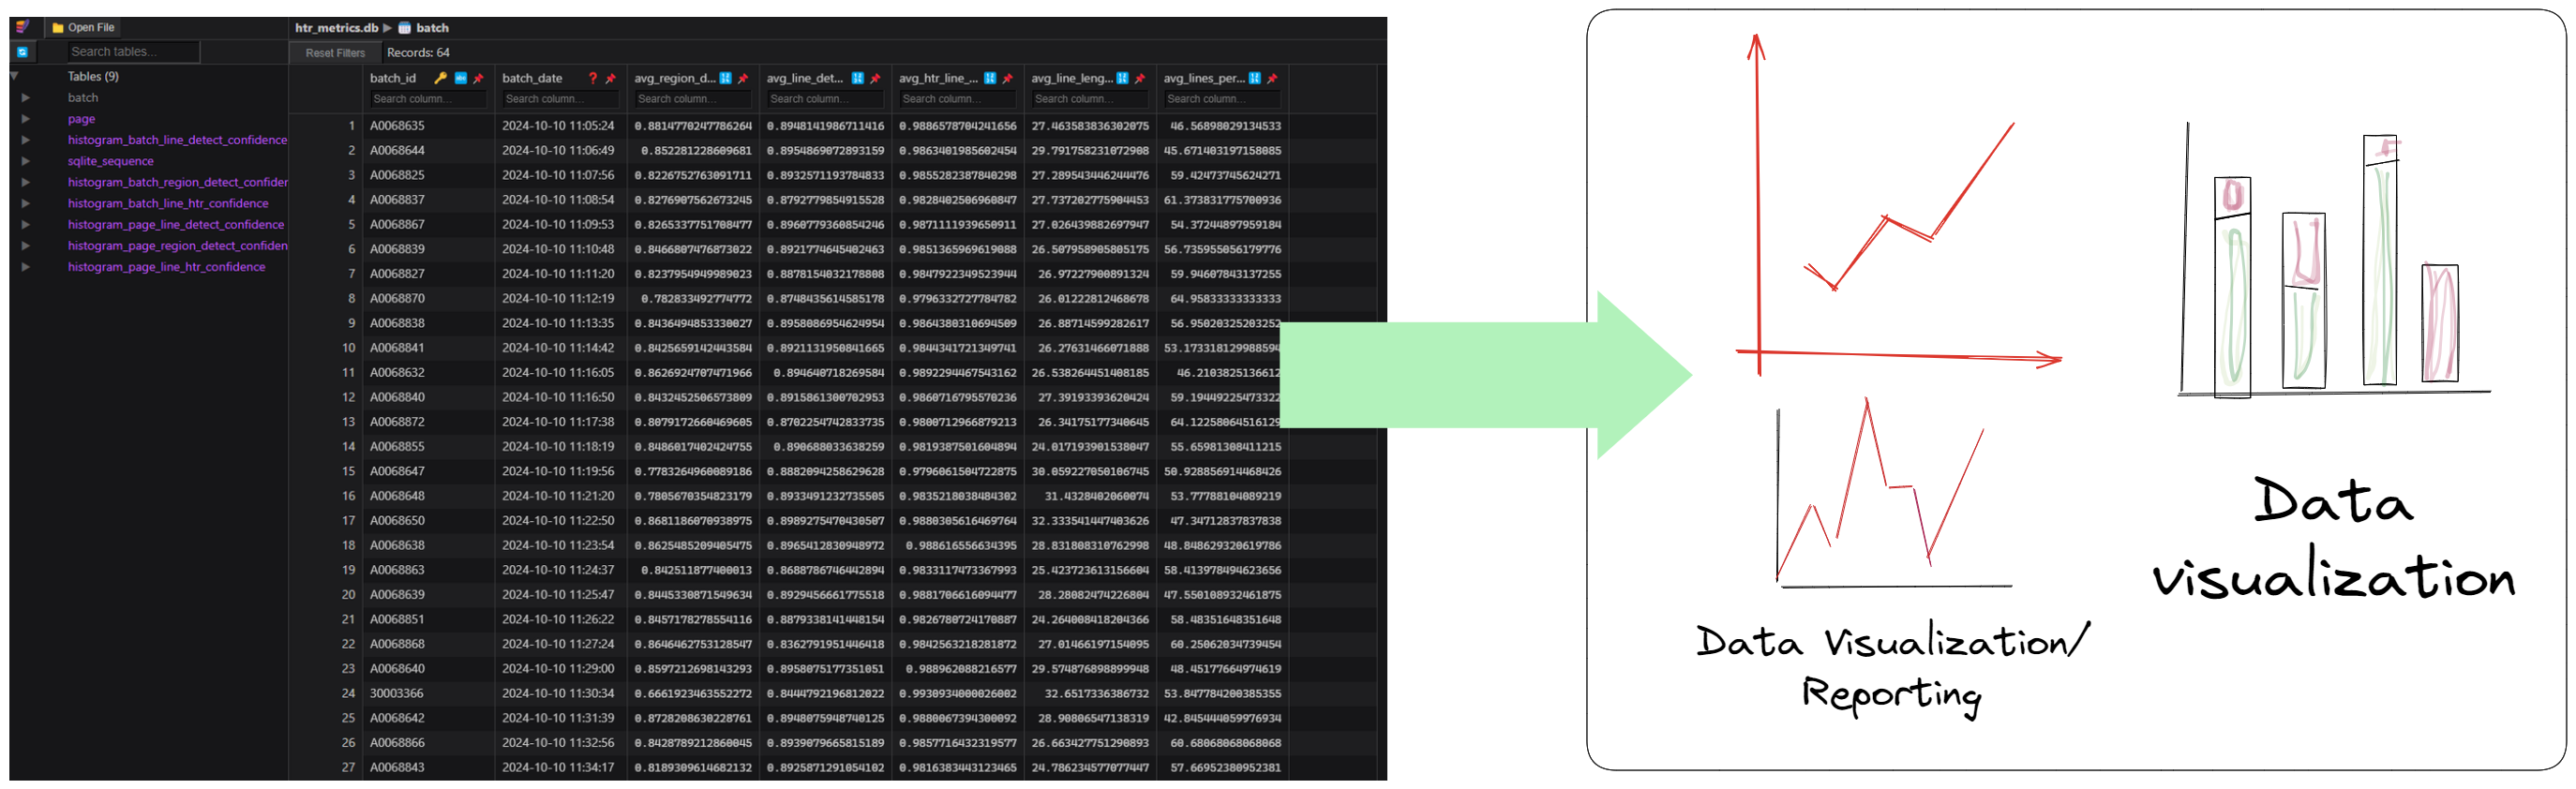 Open File
htr_metrics.db ▶ batch
Search tables...
Reset Filters Records: 64
Tables (9)
batch
page
histogram_batch_line_detect_confidence
sqlite_sequence
histogram_batch_region_detect_confider
histogram_batch_line_htr_confidence
histogram_page_line_detect_confidence
histogram_page_region_detect_confiden
histogram_page_line_htr_confidence
batch_id batch_date avg_region_d... avg_line_det... avg_htr_line_... avg_line_leng... avg_lines_per...
Search column... Search column... Search column... Search column... Search column... Search column... Search column...
1 A0068635 2024-10-10 11:05:24 0.8814770247786264 0.8948141986711416 0.9886578704241656 27.463583836302075 46.56898029134533
2 A0068644 2024-10-10 11:06:49 0.852281228609681 0.8954869072893159 0.9863401985602454 29.791758231072908 45.671403197158085
3 A0068825 2024-10-10 11:07:56 0.8226752763091711 0.8932571193784833 0.9855282387840298 27.289543446244476 59.42473745624271
4 A0068837 2024-10-10 11:08:54 0.8276907562673245 0.8792779854915528 0.9828402506960847 27.737202775904453 61.373831775700936
5 A0068867 2024-10-10 11:09:53 0.8265337751708477 0.8960779360854246 0.9871111939650911 27.026439882697947 54.37244897959184
6 A0068839 2024-10-10 11:10:48 0.8466807476873022 0.8921774645402463 0.9851365969619088 26.507958905805175 56.735955056179776
7 A0068827 2024-10-10 11:11:20 0.8237954949989023 0.8878154032178808 0.9847922349523944 26.97227900891324 59.94607843137255
8 A0068870 2024-10-10 11:12:19 0.782833492774772 0.8748435614585178 0.9796332727784782 26.01222812468678 64.95833333333333
9 A0068838 2024-10-10 11:13:35 0.8436494853330027 0.8958086954624954 0.9864380310694509 26.88714599282617 56.95020325203252
10 A0068841 2024-10-10 11:14:42 0.8425659142443584 0.8921131950841665 0.9844341721349741 26.27631466071888 53.173318129988594
11 A0068632 2024-10-10 11:16:05 0.8626924707471966 0.894640718269584 0.9892294467543162 26.538264451408185 46.2103825136612
12 A0068840 2024-10-10 11:16:50 0.8432452506573809 0.8915861300702953 0.9860716795570236 27.39193393620424 59.19449225473322
13 A0068872 2024-10-10 11:17:38 0.8079172660469605 0.8702254742833735 0.9800712966879213 26.34175177340645 64.12258064516129
14 A0068855 2024-10-10 11:18:19 0.8486017402424755 0.890688033638259 0.9819387501604894 24.017193901538047 55.65981308411215
15 A0068647 2024-10-10 11:19:56 0.7783264960089186 0.8882094258629628 0.9796061504722875 30.059227050106745 50.928856914468426
16 A0068648 2024-10-10 11:21:20 0.7805670354823179 0.8933491232735505 0.9835218038484302 31.4328402060074 53.77788104089219
17 A0068650 2024-10-10 11:22:50 0.8681186070938975 0.8989275470430507 0.9880305616469764 32.333541447403626 47.34712837837838
18 A0068638 2024-10-10 11:23:54 0.8625485209405475 0.8965412830948972 0.988616556634395 28.831808310762998 48.848629320619786
19 A0068863 2024-10-10 11:24:37 0.842511877400013 0.8688786746442894 0.9833117473367993 25.423723613156604 58.413978494623656
20 A0068639 2024-10-10 11:25:47 0.8445330871549634 0.8929456661775518 0.9881706616094477 28.28082474226804 47.550108932461875
21 A0068851 2024-10-10 11:26:22 0.8457178278554116 0.8879338141448154 0.9826780724170887 24.264008418204366 58.48351648351648
22 A0068868 2024-10-10 11:27:24 0.8646462753128547 0.8362791951446418 0.9842563218281872 27.01466197154095 60.25062034739454
23 A0068640 2024-10-10 11:29:00 0.8597212698143293 0.8958075177351051 0.988962088216577 29.574876898899948 48.45177664974619
24 30003366 2024-10-10 11:30:34 0.6661923463552272 0.8444792196812022 0.9930934000026002 32.6517336386732 53.847784200385355
25 A0068642 2024-10-10 11:31:39 0.8728208630228761 0.8948075948740125 0.9880067394300092 28.90806547138319 42.845444059976934
26 A0068866 2024-10-10 11:32:56 0.8428789212860045 0.8939079665815189 0.9857716432319577 26.663427751290893 60.68068068068068
27 A0068843 2024-10-10 11:34:17 0.8189309614682132 0.8925871291054102 0.9816383443123465 24.786234577077447 57.66952380952381
Data
visualization
Data Visualization/
Reporting